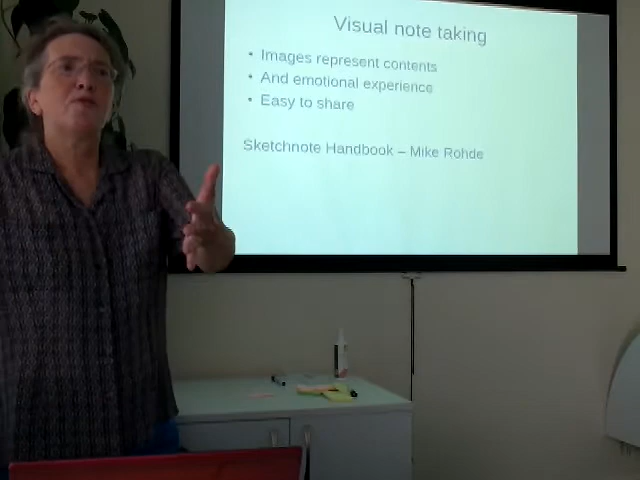 Visual note taking
• Images represent contents
• And emotional experience
• Easy to share
Sketchnote Handbook – Mike Rohde